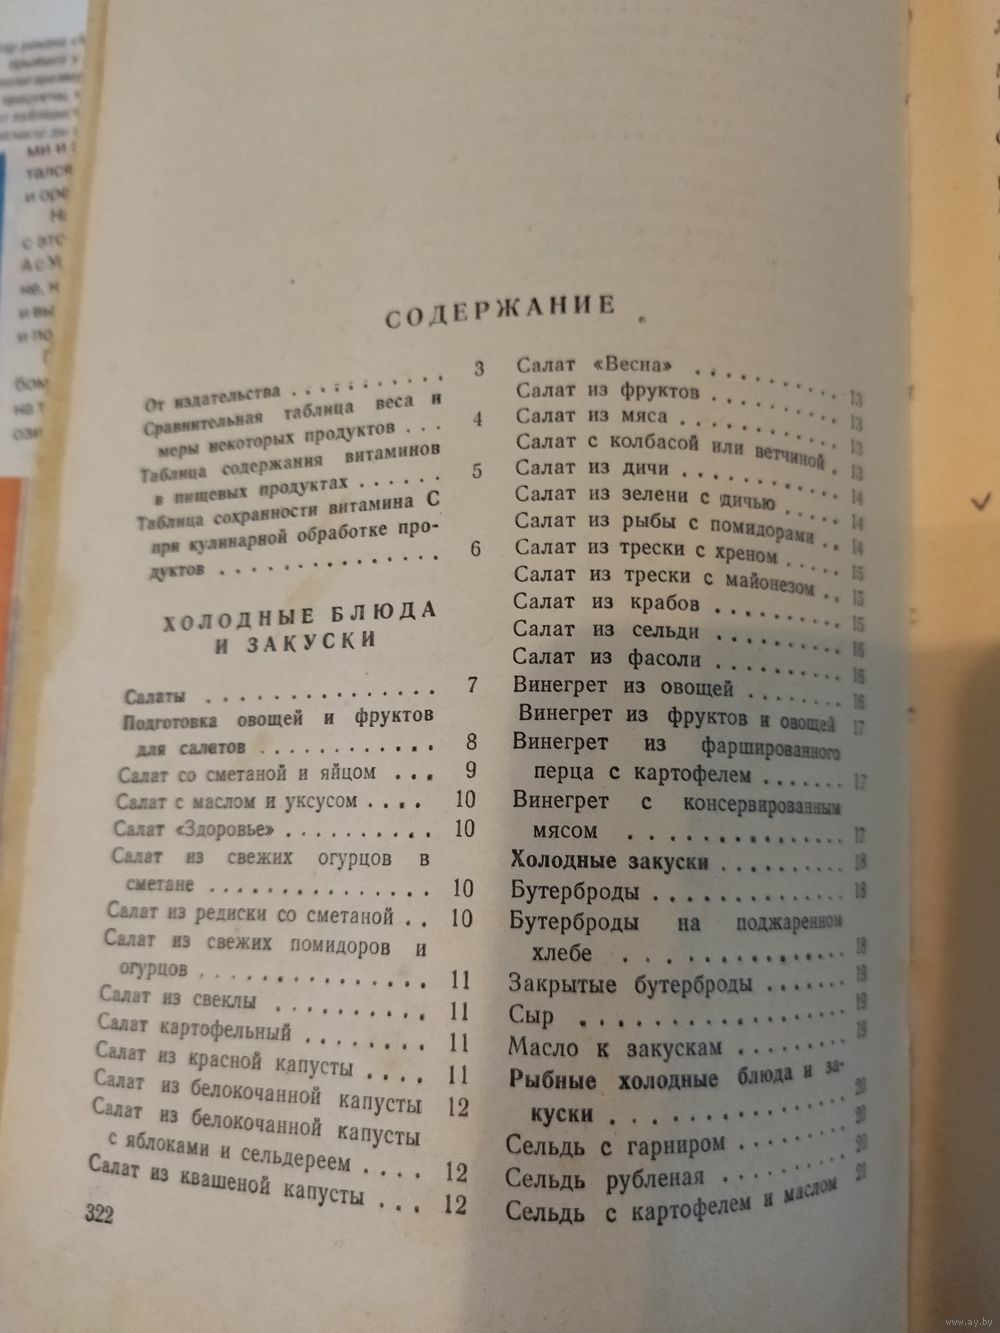 СОДЕРЖАНИЕ
От издательства . . . . . . . . . . . 3
Сравнительная таблица веса и
меры некоторых продуктов . . . 4
Таблица содержания витаминов
в пищевых продуктах . . . . . . 5
Таблица сохранности витамина С
при кулинарной обработке про-
дуктов . . . . . . . . . . . . . . 6
ХОЛОДНЫЕ БЛЮДА
И ЗАКУСКИ
Салаты . . . . . . . . . . . . . . 7
Подготовка овощей и фруктов
для салатов . . . . . . . . . . . . 8
Салат со сметаной и яйцом . . . 9
Салат с маслом и уксусом . . . . 10
Салат «Здоровье» . . . . . . . . . . 10
Салат из свежих огурцов в
сметане . . . . . . . . . . . . . . 10
Салат из редиски со сметаной . . 10
Салат из свежих помидоров и
огурцов . . . . . . . . . . . . . 11
Салат из свеклы . . . . . . . . . . 11
Салат картофельный . . . . . . . . 11
Салат из красной капусты . . . . 11
Салат из белокочанной капусты 12
Салат из белокочанной капусты
с яблоками и сельдереем . . . . 12
Салат из квашеной капусты . . . 12
322
Салат «Весна» . . . . . . . . . . 13
Салат из фруктов . . . . . . . . . 13
Салат из мяса . . . . . . . . . . . 13
Салат с колбасой или ветчиной . 13
Салат из дичи . . . . . . . . . . . 14
Салат из зелени с дичью . . . . . 14
Салат из рыбы с помидорами . . 14
Салат из трески с хреном . . . . . 15
Салат из трески с майонезом . . 15
Салат из крабов . . . . . . . . . . 15
Салат из сельди . . . . . . . . . . 16
Салат из фасоли . . . . . . . . . . 16
Винегрет из овощей . . . . . . . . 16
Винегрет из фруктов и овощей 17
Винегрет из фаршированного
перца с картофелем . . . . . . . 17
Винегрет с консервированным
мясом . . . . . . . . . . . . . . 17
Холодные закуски . . . . . . . . . 18
Бутерброды . . . . . . . . . . . . . 18
Бутерброды на поджаренном
хлебе . . . . . . . . . . . . . . 18
Закрытые бутерброды . . . . . . . 19
Сыр . . . . . . . . . . . . . . . . 19
Масло к закускам . . . . . . . . . 19
Рыбные холодные блюда и за-
куски . . . . . . . . . . . . . . 20
Сельдь с гарниром . . . . . . . . . 20
Сельдь рубленая . . . . . . . . . . 20
Сельдь с картофелем и маслом 21
www.ay.by